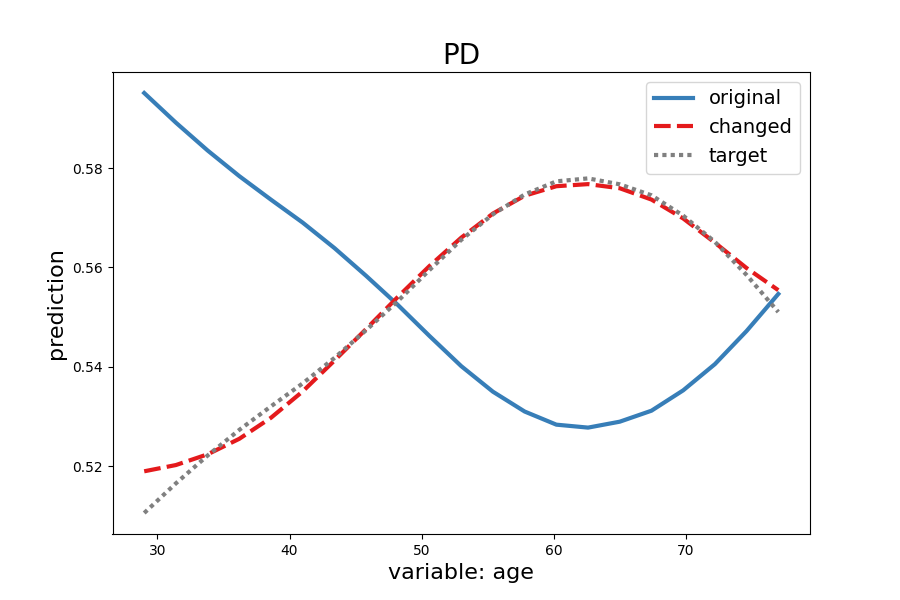 PD
original
changed
target
prediction
0.58
0.56
0.54
0.52
30 40 50 60 70
variable: age